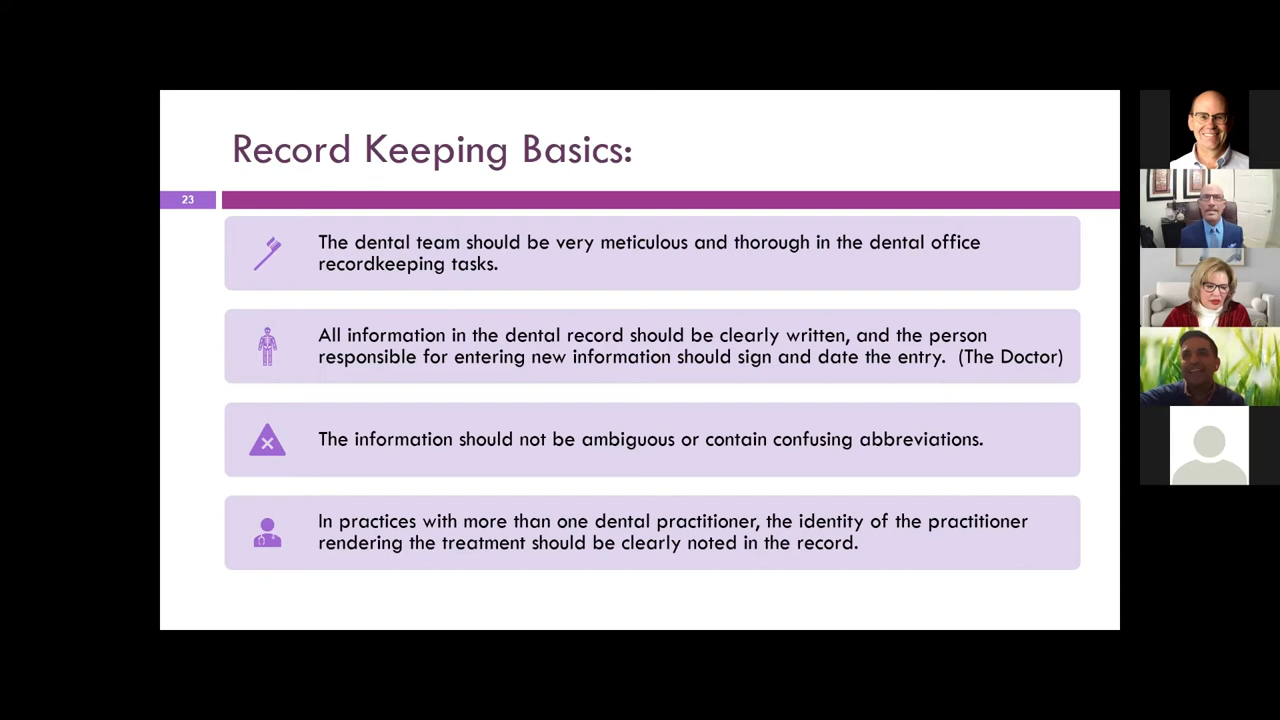 Record Keeping Basics:
23
The dental team should be very meticulous and thorough in the dental office
recordkeeping tasks.
All information in the dental record should be clearly written, and the person
responsible for entering new information should sign and date the entry.  (The Doctor)
The information should not be ambiguous or contain confusing abbreviations.
In practices with more than one dental practitioner, the identity of the practitioner
rendering the treatment should be clearly noted in the record.